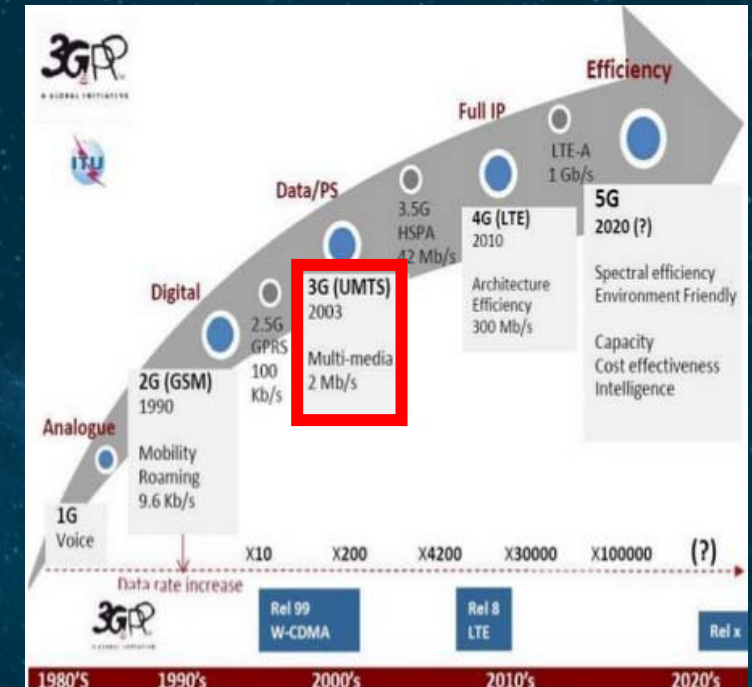 3GPP
A GLOBAL INITIATIVE
ITU
Efficiency
Full IP
Data/PS
Digital
Analogue
LTE-A
1 Gb/s
5G
2020 (?)
Spectral efficiency
Environment Friendly
Capacity
Cost effectiveness
Intelligence
4G (LTE)
2010
Architecture
Efficiency
300 Mb/s
3.5G
HSPA
42 Mb/s
3G (UMTS)
2003
Multi-media
2 Mb/s
2.5G
GPRS
100
Kb/s
2G (GSM)
1990
Mobility
Roaming
9.6 Kb/s
1G
Voice
X10 X200 X4200 X30000 X100000 (?)
Data rate increase
3GPP
A GLOBAL INITIATIVE
Rel 99
W-CDMA
Rel 8
LTE
Rel x
1980'S 1990's 2000's 2010's 2020's